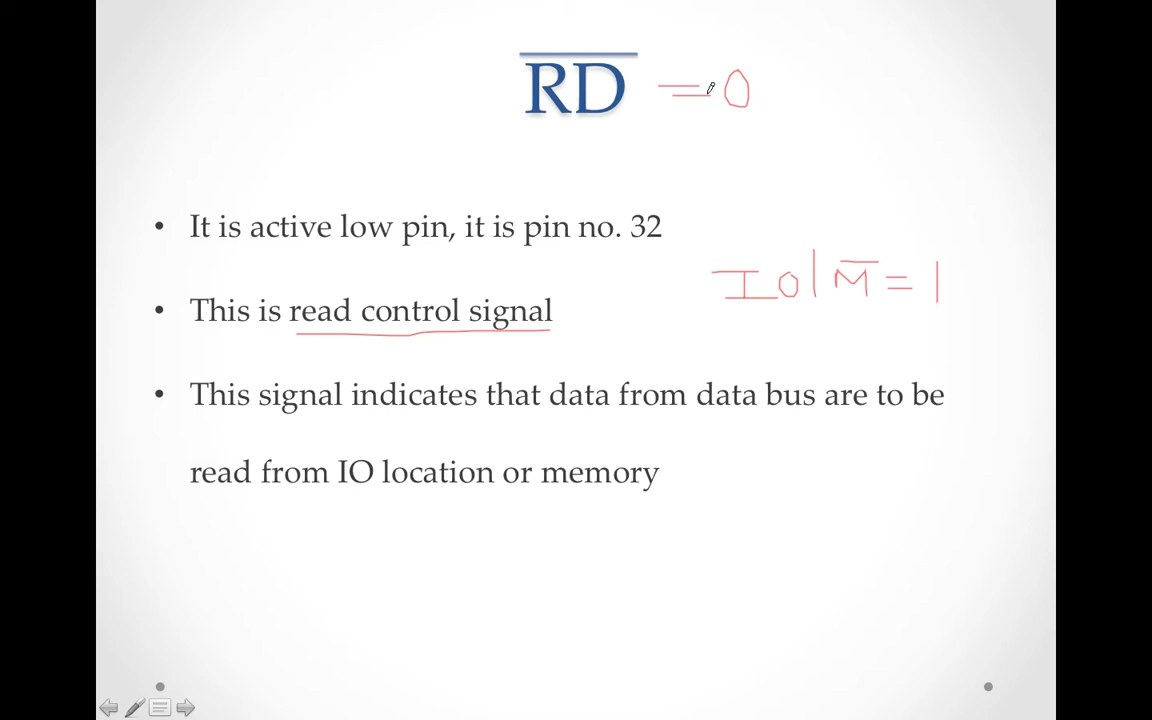 R̅D̅ =0
• It is active low pin, it is pin no. 32
IO|M̅ = 1
• This is read control signal
• This signal indicates that data from data bus are to be
read from IO location or memory